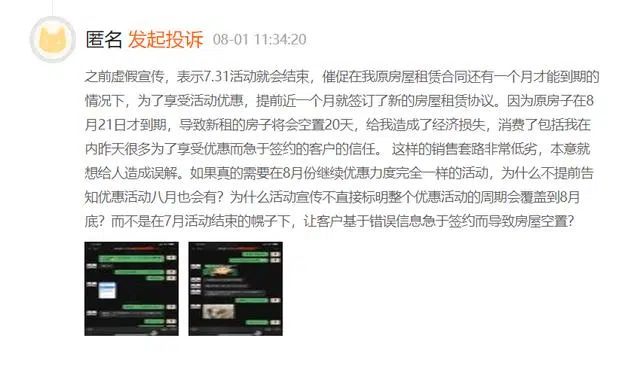 匿名 发起投诉 08-01 11:34:20
之前虚假宣传，表示7.31活动就会结束，催促在我原房屋租赁合同还有一个月才能到期的
情况下，为了享受活动优惠，提前近一个月就签订了新的房屋租赁协议。因为原房子在8
月21日才到期，导致新租的房子将会空置20天，给我造成了经济损失，消费了包括我在
内昨天很多为了享受优惠而急于签约的客户的信任。 这样的销售套路非常低劣，本意就
想给人造成误解。如果真的需要在8月份继续优惠力度完全一样的活动，为什么不提前告
知优惠活动八月也会有？为什么活动宣传不直接标明整个优惠活动的周期会覆盖到8月
底？而不是在7月活动结束的幌子下，让客户基于错误信息急于签约而导致房屋空置？